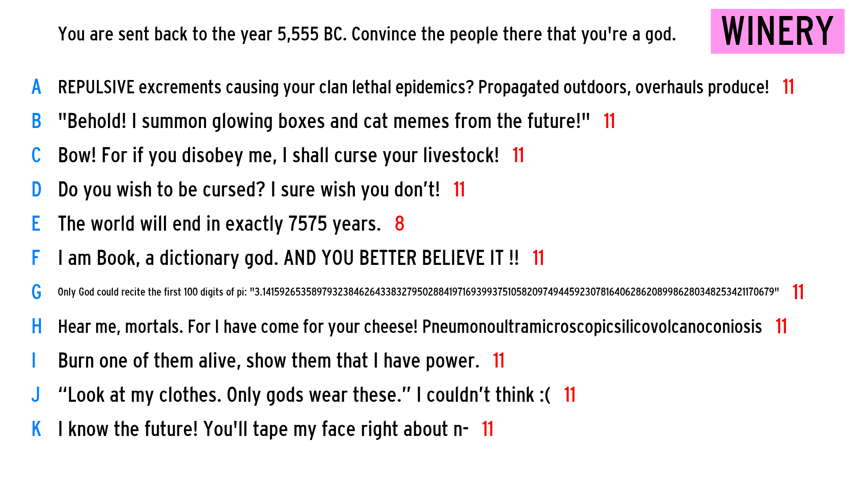 You are sent back to the year 5,555 BC. Convince the people there that you're a god.
WINERY
A REPULSIVE excrements causing your clan lethal epidemics? Propagated outdoors, overhauls produce! 11
B "Behold! I summon glowing boxes and cat memes from the future!" 11
C Bow! For if you disobey me, I shall curse your livestock! 11
D Do you wish to be cursed? I sure wish you don't! 11
E The world will end in exactly 7575 years. 8
F I am Book, a dictionary god. AND YOU BETTER BELIEVE IT !! 11
G Only God could recite the first 100 digits of pi: "3.1415926535897932384626433832795028841971693993751058209749445923078164062862089986280348253421170679" 11
H Hear me, mortals. For I have come for your cheese! Pneumonoultramicroscopicsilicovolcanoconiosis 11
I Burn one of them alive, show them that I have power. 11
J “Look at my clothes. Only gods wear these.” I couldn’t think :( 11
K I know the future! You'll tape my face right about n- 11